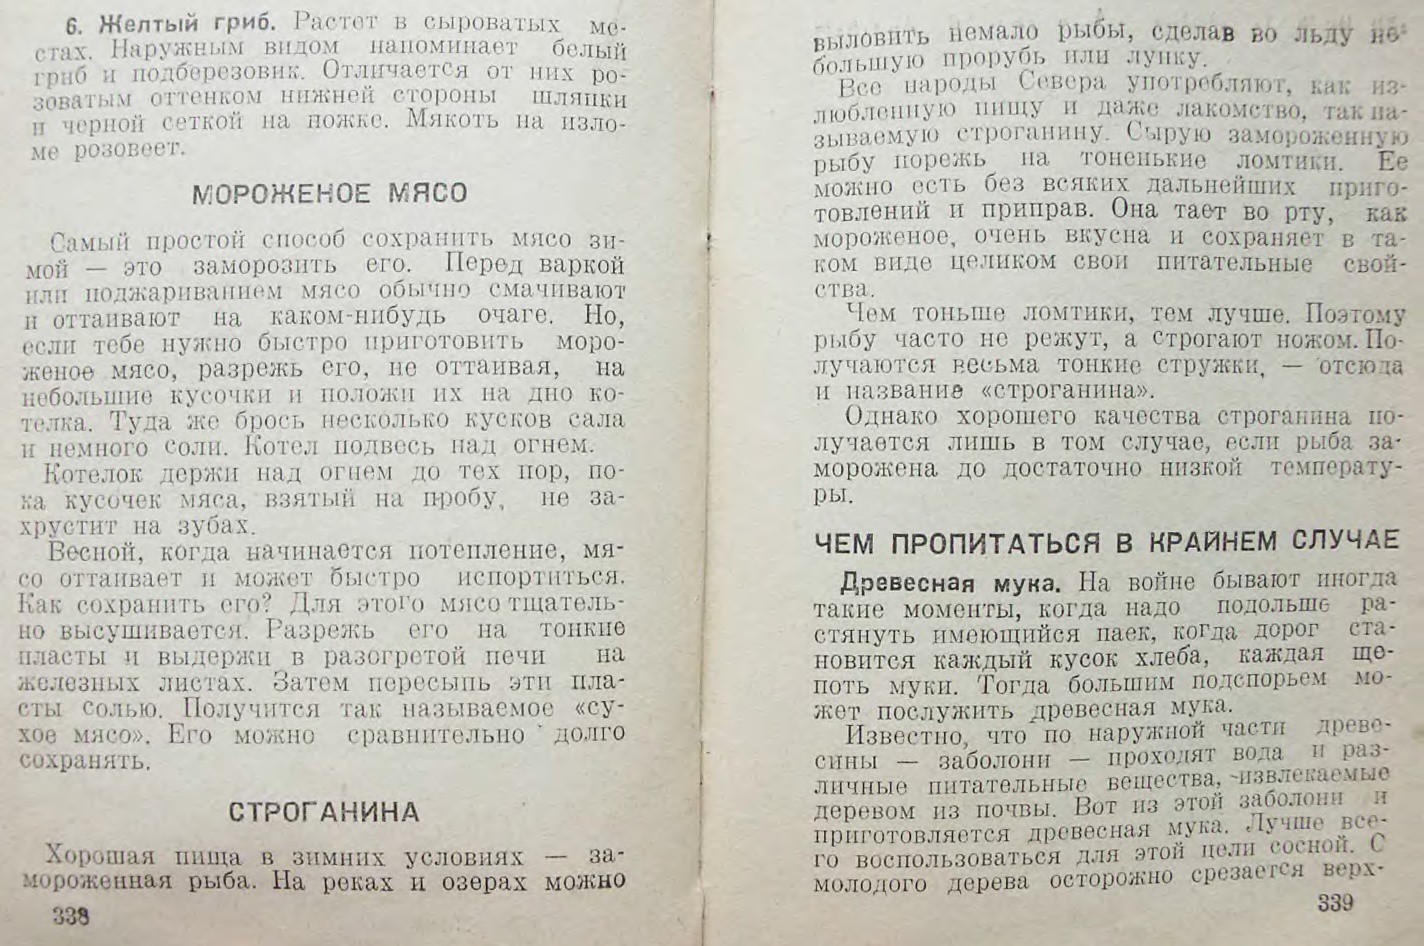 6. Желтый гриб. Растет в сыроватых ме-
стах. Наружным видом напоминает белый
гриб и подберезовик. Отличается от них ро-
зоватым оттенком нижней стороны шляпки
и черной сеткой на ножке. Мякоть на изло-
ме розовеет.
МОРОЖЕНОЕ МЯСО
Самый простой способ сохранить мясо зи-
мой — это заморозить его. Перед варкой
или поджариванием мясо обычно смачивают
и оттаивают на каком-нибудь очаге. Но,
если тебе нужно быстро приготовить моро-
женое мясо, разрежь его, не оттаивая, на
небольшие кусочки и положи их на дно ко-
телка. Туда же брось несколько кусков сала
и немного соли. Котел подвесь над огнем.
Котелок держи над огнем до тех пор, по-
ка кусочек мяса, взятый на пробу, не за-
хрустит на зубах.
Весной, когда начинается потепление, мя-
со оттаивает и может быстро испортиться.
Как сохранить его? Для этого мясо тщатель-
но высушивается. Разрежь его на тонкие
пласты и выдержи в разогретой печи на
железных листах. Затем пересыпь эти пла-
сты солью. Получится так называемое «су-
хое мясо». Его можно сравнительно долго
сохранять.
СТРОГАНИНА
Хорошая пища в зимних условиях — за-
мороженная рыба. На реках и озерах можно
338
выловить немало рыбы, сделав во льду не-
большую прорубь или лунку.
Все народы Севера употребляют, как из-
любленную пищу и даже лакомство, так на-
зываемую строганину. Сырую замороженную
рыбу порежь на тоненькие ломтики. Ее
можно есть без всяких дальнейших приго-
товлений и приправ. Она тает во рту, как
мороженое, очень вкусна и сохраняет в та-
ком виде целиком свои питательные свой-
ства.
Чем тоньше ломтики, тем лучше. Поэтому
рыбу часто не режут, а строгают ножом. По-
лучаются весьма тонкие стружки, — отсюда
и название «строганина».
Однако хорошего качества строганина по-
лучается лишь в том случае, если рыба за-
морожена до достаточно низкой температу-
ры.
ЧЕМ ПРОПИТАТЬСЯ В КРАЙНЕМ СЛУЧАЕ
Древесная мука. На войне бывают иногда
такие моменты, когда надо подольше ра-
стянуть имеющийся паек, когда дорог ста-
новится каждый кусок хлеба, каждая ще-
поть муки. Тогда большим подспорьем мо-
жет послужить древесная мука.
Известно, что по наружной части древе-
сины — заболони — проходят вода и раз-
личные питательные вещества, извлекаемые
деревом из почвы. Вот из этой заболони и
приготовляется древесная мука. Лучше все-
го воспользоваться для этой цели сосной. С
молодого дерева осторожно срезается верх-
339